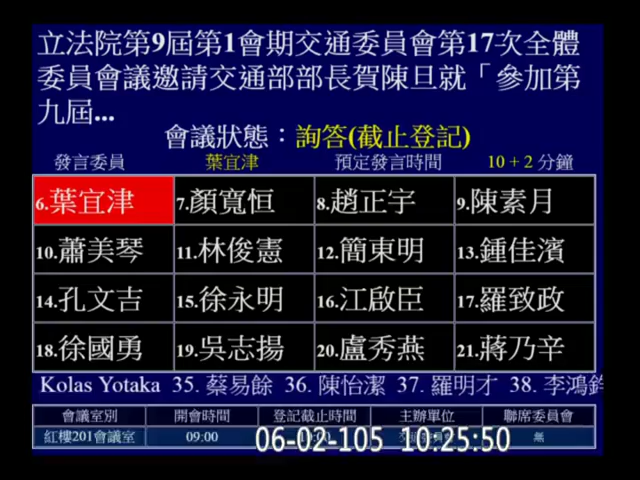 立法院第9屆第1會期交通委員會第17次全體
委員會議邀請交通部部長賀陳旦就「參加第
九屆...
會議狀態：詢答(截止登記)
發言委員 葉宜津 預定發言時間 10 + 2 分鐘
6.葉宜津 7.顏寬恒 8.趙正宇 9.陳素月
10.蕭美琴 11.林俊憲 12.簡東明 13.鍾佳濱
14.孔文吉 15.徐永明 16.江啟臣 17.羅致政
18.徐國勇 19.吳志揚 20.盧秀燕 21.蔣乃辛
Kolas Yotaka 35. 蔡易餘 36. 陳怡潔 37. 羅明才 38. 李鴻鈞
會議室別 開會時間 登記截止時間 主辦單位 聯席委員會
紅樓201會議室 09:00 無
06-02-105 10:25:50